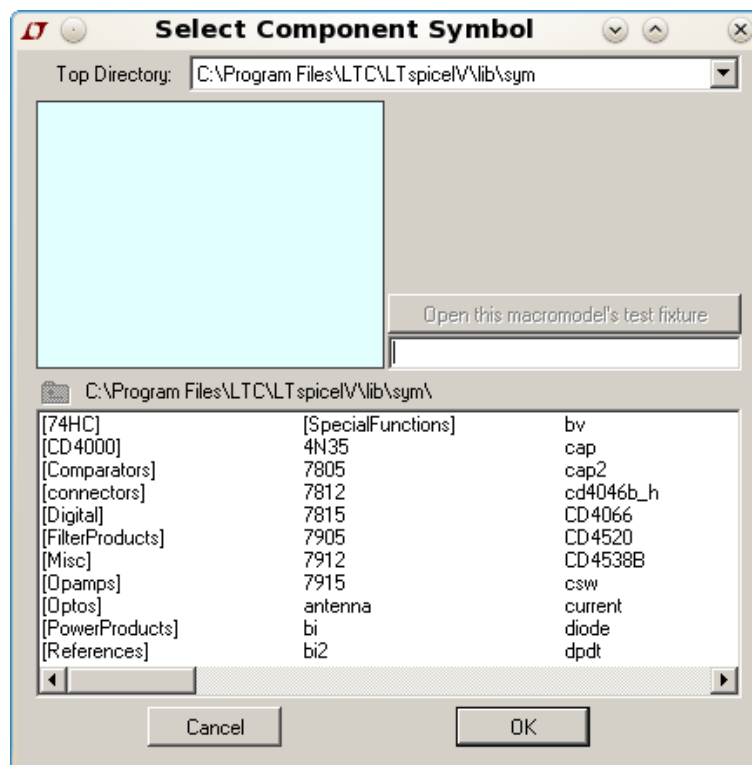 Select Component Symbol
Top Directory: C:\Program Files\LTC\LTspiceIV\lib\sym
Open this macromodel's test fixture
C:\Program Files\LTC\LTspiceIV\lib\sym\
[74HC] [SpecialFunctions] bv
[CD4000] 4N35 cap
[Comparators] 7805 cap2
[connectors] 7812 cd4046b_h
[Digital] 7815 CD4066
[FilterProducts] 7905 CD4520
[Misc] 7912 CD4538B
[Opamps] 7915 csw
[Optos] antenna current
[PowerProducts] bi diode
[References] bi2 dpdt
Cancel OK